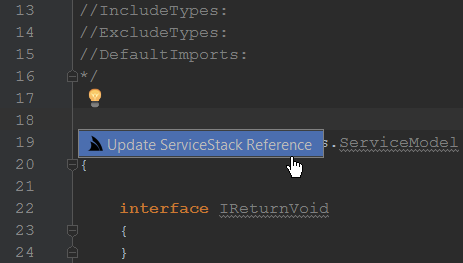 13 //IncludeTypes:
14 //ExcludeTypes:
15 //DefaultImports:
16 */
17
18
Update ServiceStack Reference
19 s.ServiceModel
20 {
21
22 interface IReturnVoid
23 {
24 }